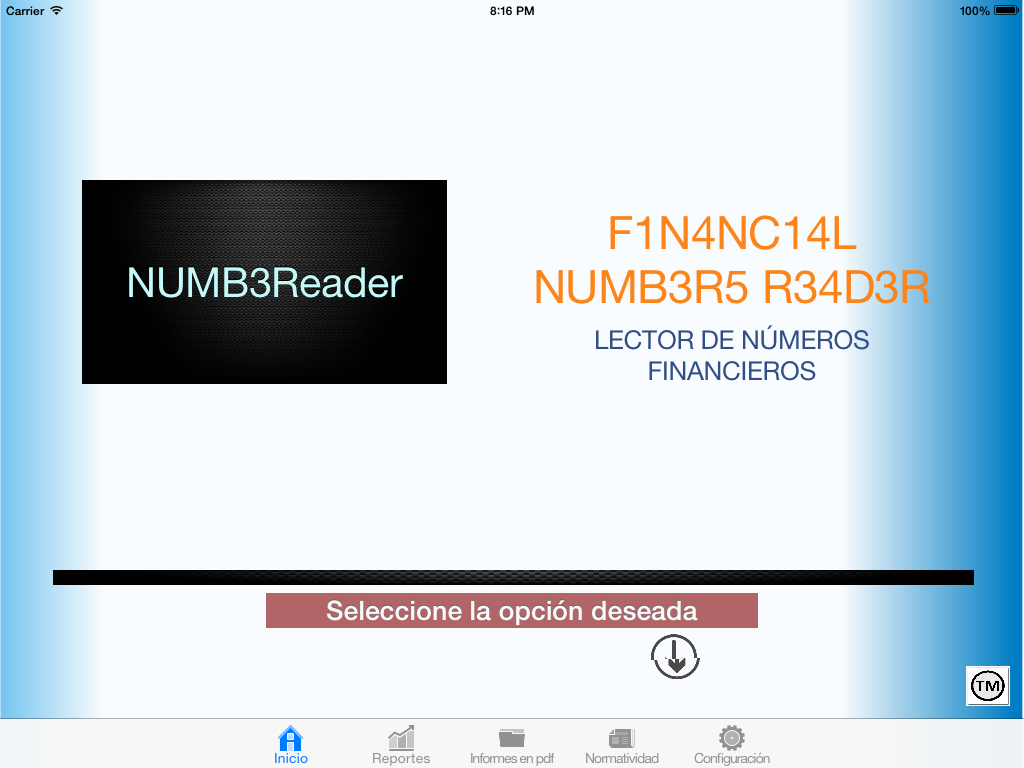 Carrier 8:16 PM 100%
NUMB3Reader
F1N4NC14L
NUMB3R5 R34D3R
LECTOR DE NÚMEROS
FINANCIEROS
Seleccione la opción deseada
TM
Inicio Reportes Informes en pdf Normatividad Configuración